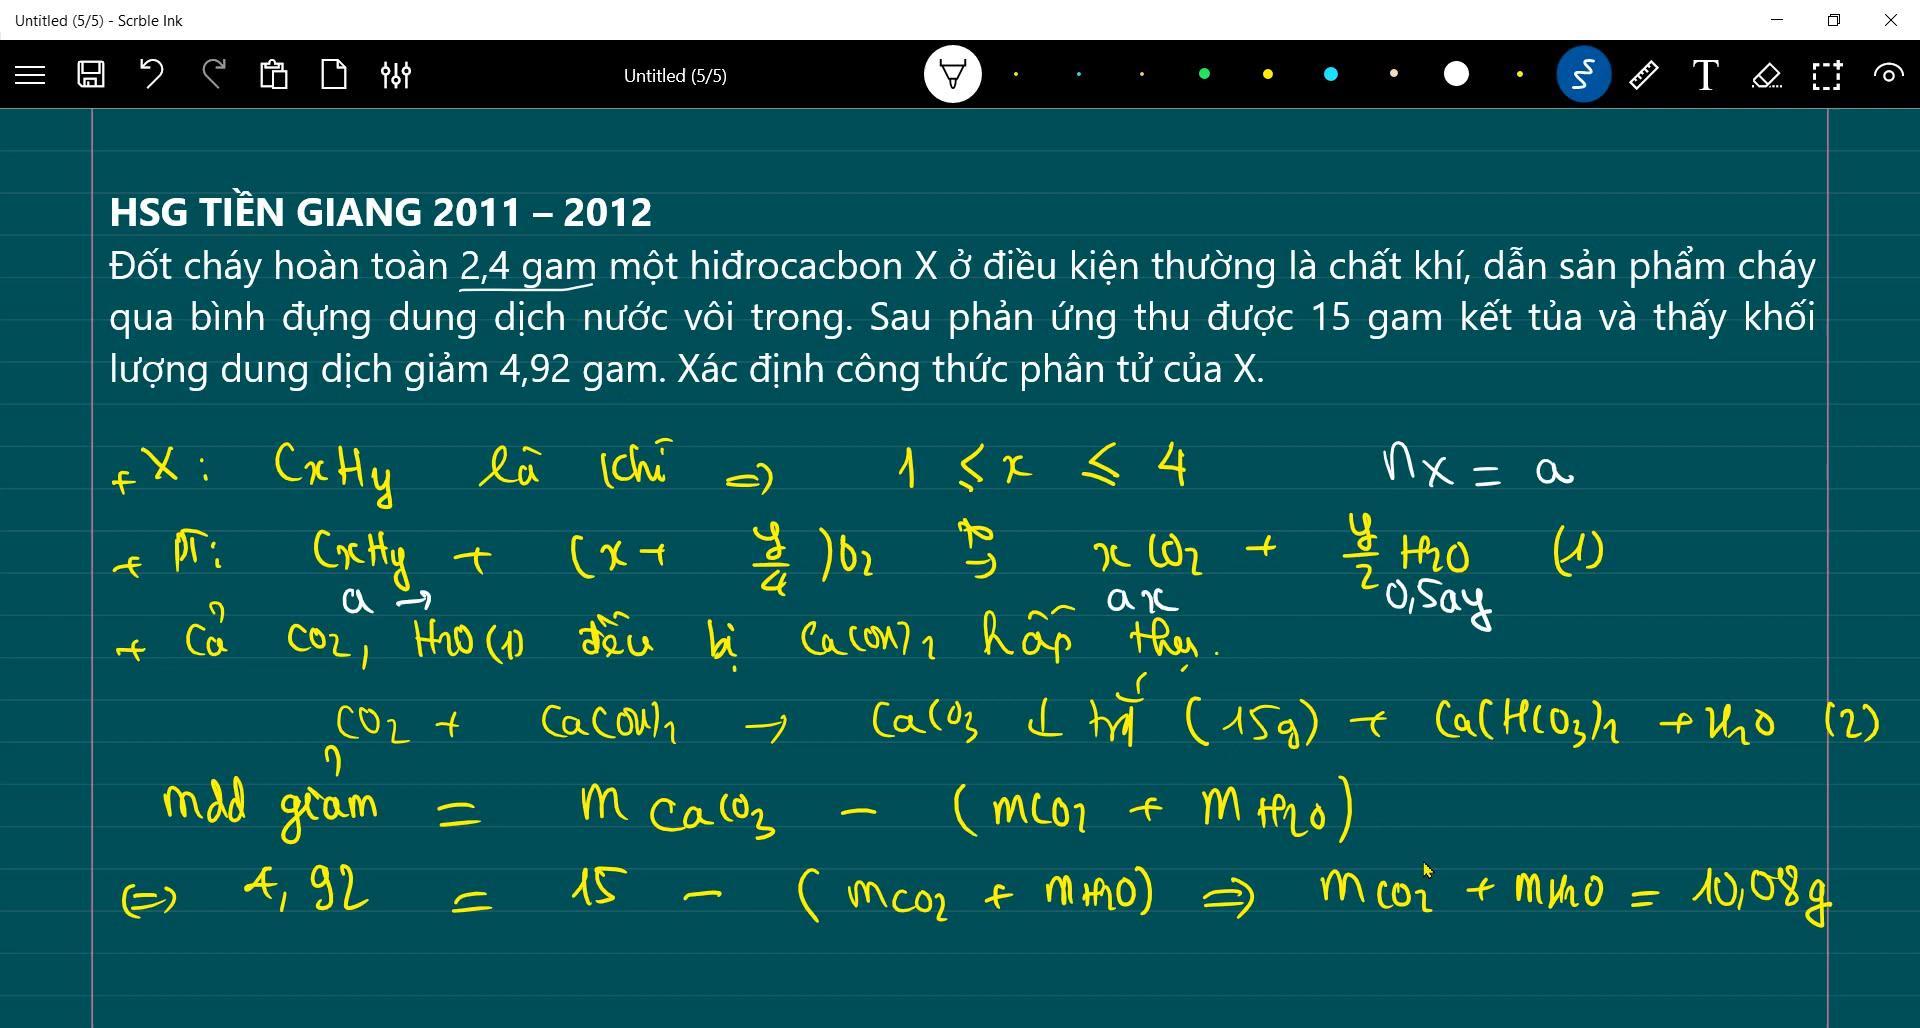 Untitled (5/5) - Scrble Ink
Untitled (5/5)
T
HSG TIỀN GIANG 2011 – 2012
Đốt cháy hoàn toàn 2,4 gam một hiđrocacbon X ở điều kiện thường là chất khí, dẫn sản phẩm cháy
qua bình đựng dung dịch nước vôi trong. Sau phản ứng thu được 15 gam kết tủa và thấy khối
lượng dung dịch giảm 4,92 gam. Xác định công thức phân tử của X.
+ X: CxHy là khí => 1 ≤ x ≤ 4 nX = a
+ PT: CxHy + (x + y/4)O2 t° → xCO2 + y/2 H2O (1)
a → ax 0,5ay
+ Cả CO2, H2O(1) đều bị Ca(OH)2 hấp thụ.
CO2 + Ca(OH)2 → CaCO3 ↓ trắng (15g) + Ca(HCO3)2 + H2O (2)
mdd giảm = m CaCO3 - (mCO2 + mH2O)
<=> 4,92 = 15 - (mCO2 + mH2O) => mCO2 + mH2O = 10,08g